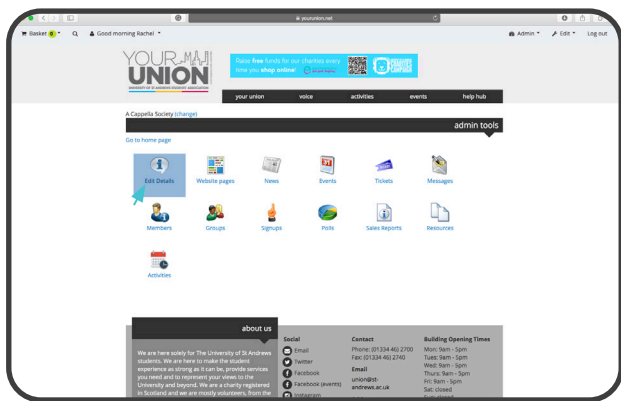 yourunion.net
Basket 0
Good morning Rachel
Admin
Edit
Log out
YOUR
UNION
UNIVERSITY OF ST ANDREWS STUDENTS' ASSOCIATION
Raise free funds for our charities every
time you shop online!
CHARITIES
CAMPAIGN
your union
voice
activities
events
help hub
A Cappella Society (change)
admin tools
Go to home page
Edit Details
Website pages
News
Events
Tickets
Messages
Members
Groups
Signups
Polls
Sales Reports
Resources
Activities
about us
We are here solely for The University of St Andrews
students. We are here to make the student
experience as strong as it can be, provide services
you need and to represent your views to the
University and beyond. We are a charity registered
in Scotland and we are mostly volunteers, from the
Social
Email
Twitter
Facebook
Facebook (events)
Instagram
Contact
Phone: (01334 46) 2700
Fax: (01334 46) 2740
Email
union@st-
andrews.ac.uk
Building Opening Times
Mon: 9am - 5pm
Tues: 9am - 5pm
Wed: 9am - 5pm
Thurs: 9am - 5pm
Fri: 9am - 5pm
Sat: closed